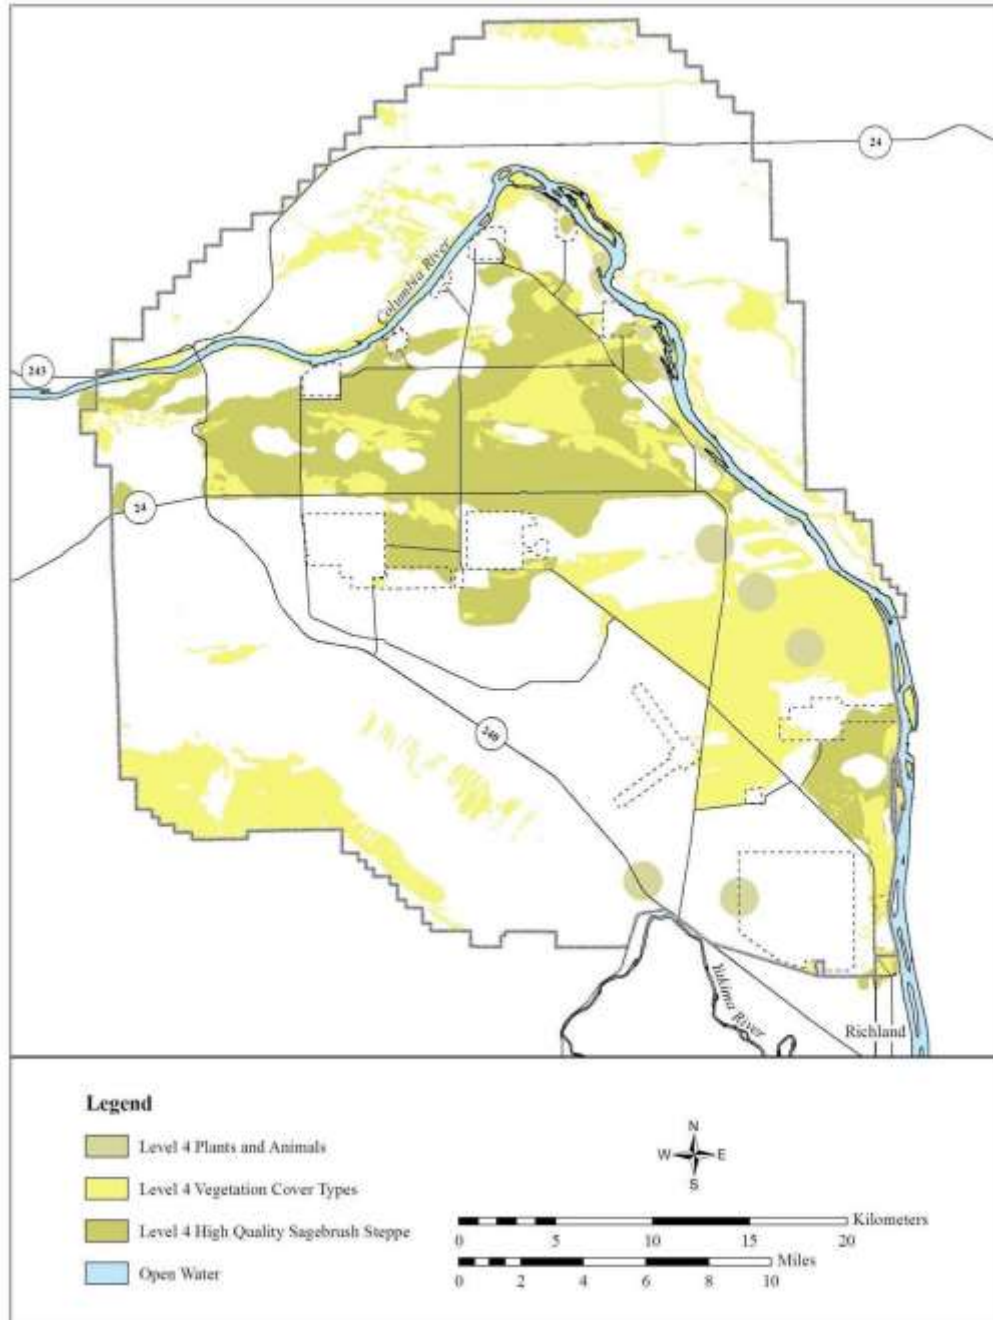 24
Columbia River
243
24
240
Yakima River
Richland
Legend
Level 4 Plants and Animals
Level 4 Vegetation Cover Types
Level 4 High Quality Sagebrush Steppe
Open Water
N
W E
S
Kilometers
0 5 10 15 20
Miles
0 2 4 6 8 10